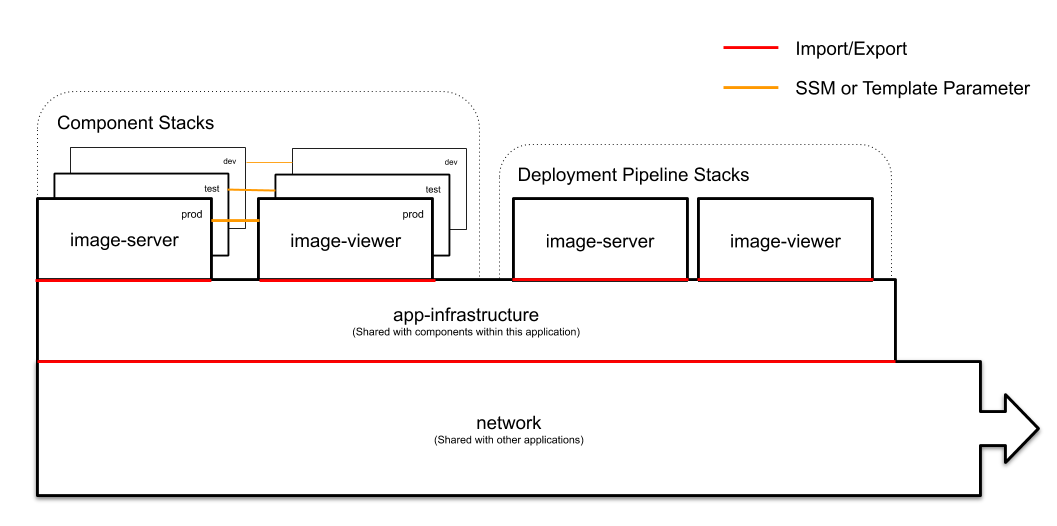 Import/Export
SSM or Template Parameter
Component Stacks
dev
dev
test
test
prod
prod
image-server
image-viewer
Deployment Pipeline Stacks
image-server
image-viewer
app-infrastructure
(Shared with components within this application)
network
(Shared with other applications)